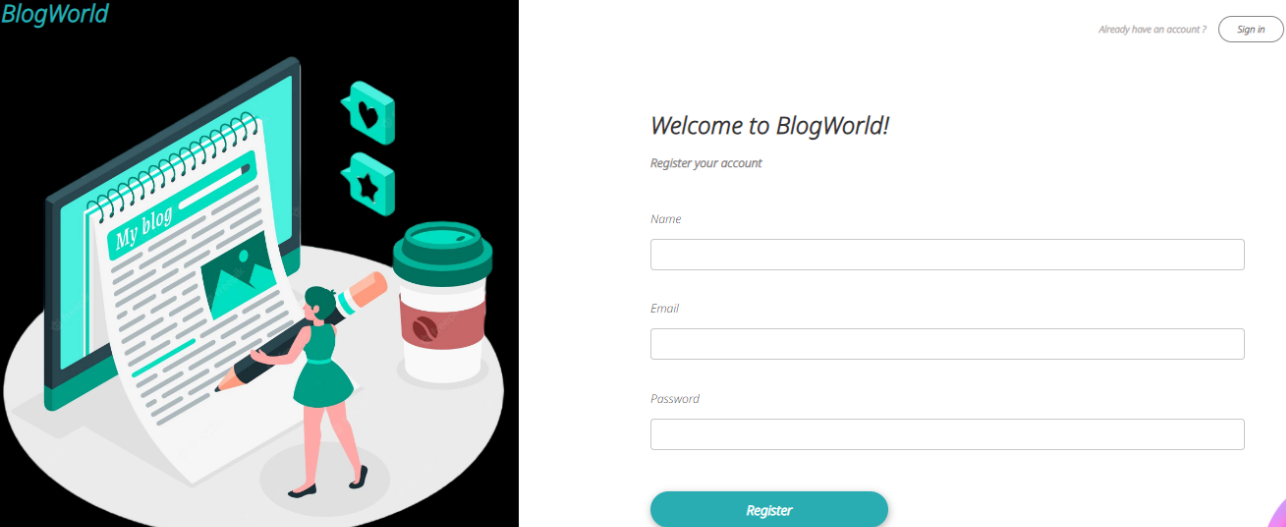 BlogWorld
My blog
Already have an account ?
Sign in
Welcome to BlogWorld!
Register your account
Name
Email
Password
Register